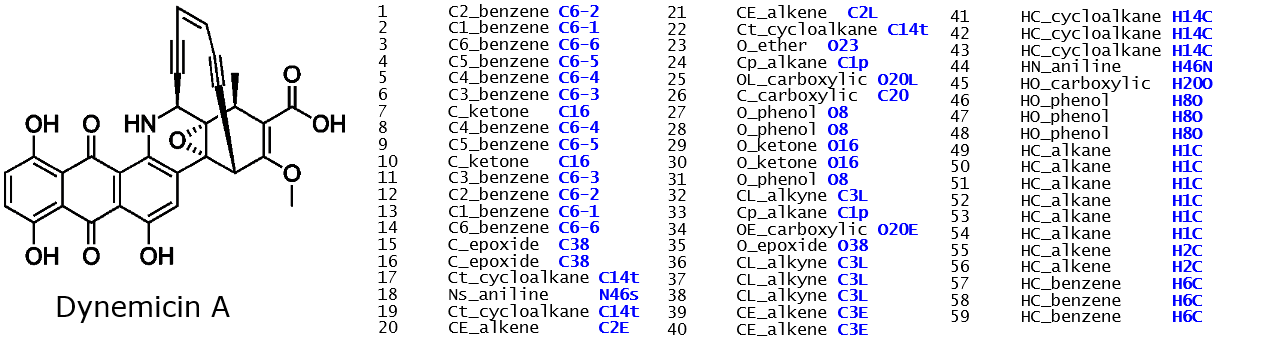 OH
O
HN
O
O
OH
O
OH
O
OH
Dynemicin A
1 C2_benzene C6-2
2 C1_benzene C6-1
3 C6_benzene C6-6
4 C5_benzene C6-5
5 C4_benzene C6-4
6 C3_benzene C6-3
7 C_ketone C16
8 C4_benzene C6-4
9 C5_benzene C6-5
10 C_ketone C16
11 C3_benzene C6-3
12 C2_benzene C6-2
13 C1_benzene C6-1
14 C6_benzene C6-6
15 C_epoxide C38
16 C_epoxide C38
17 Ct_cycloalkane C14t
18 Ns_aniline N46s
19 Ct_cycloalkane C14t
20 CE_alkene C2E
21 CE_alkene C2L
22 Ct_cycloalkane C14t
23 O_ether O23
24 Cp_alkane C1p
25 OL_carboxylic O20L
26 C_carboxylic C20
27 O_phenol O8
28 O_phenol O8
29 O_ketone O16
30 O_ketone O16
31 O_phenol O8
32 CL_alkyne C3L
33 Cp_alkane C1p
34 OE_carboxylic O20E
35 O_epoxide O38
36 CL_alkyne C3L
37 CL_alkyne C3L
38 CL_alkyne C3L
39 CE_alkene C3E
40 CE_alkene C3E
41 HC_cycloalkane H14C
42 HC_cycloalkane H14C
43 HC_cycloalkane H14C
44 HN_aniline H46N
45 HO_carboxylic H20O
46 HO_phenol H8O
47 HO_phenol H8O
48 HO_phenol H8O
49 HC_alkane H1C
50 HC_alkane H1C
51 HC_alkane H1C
52 HC_alkane H1C
53 HC_alkane H1C
54 HC_alkane H1C
55 HC_alkene H2C
56 HC_alkene H2C
57 HC_benzene H6C
58 HC_benzene H6C
59 HC_benzene H6C